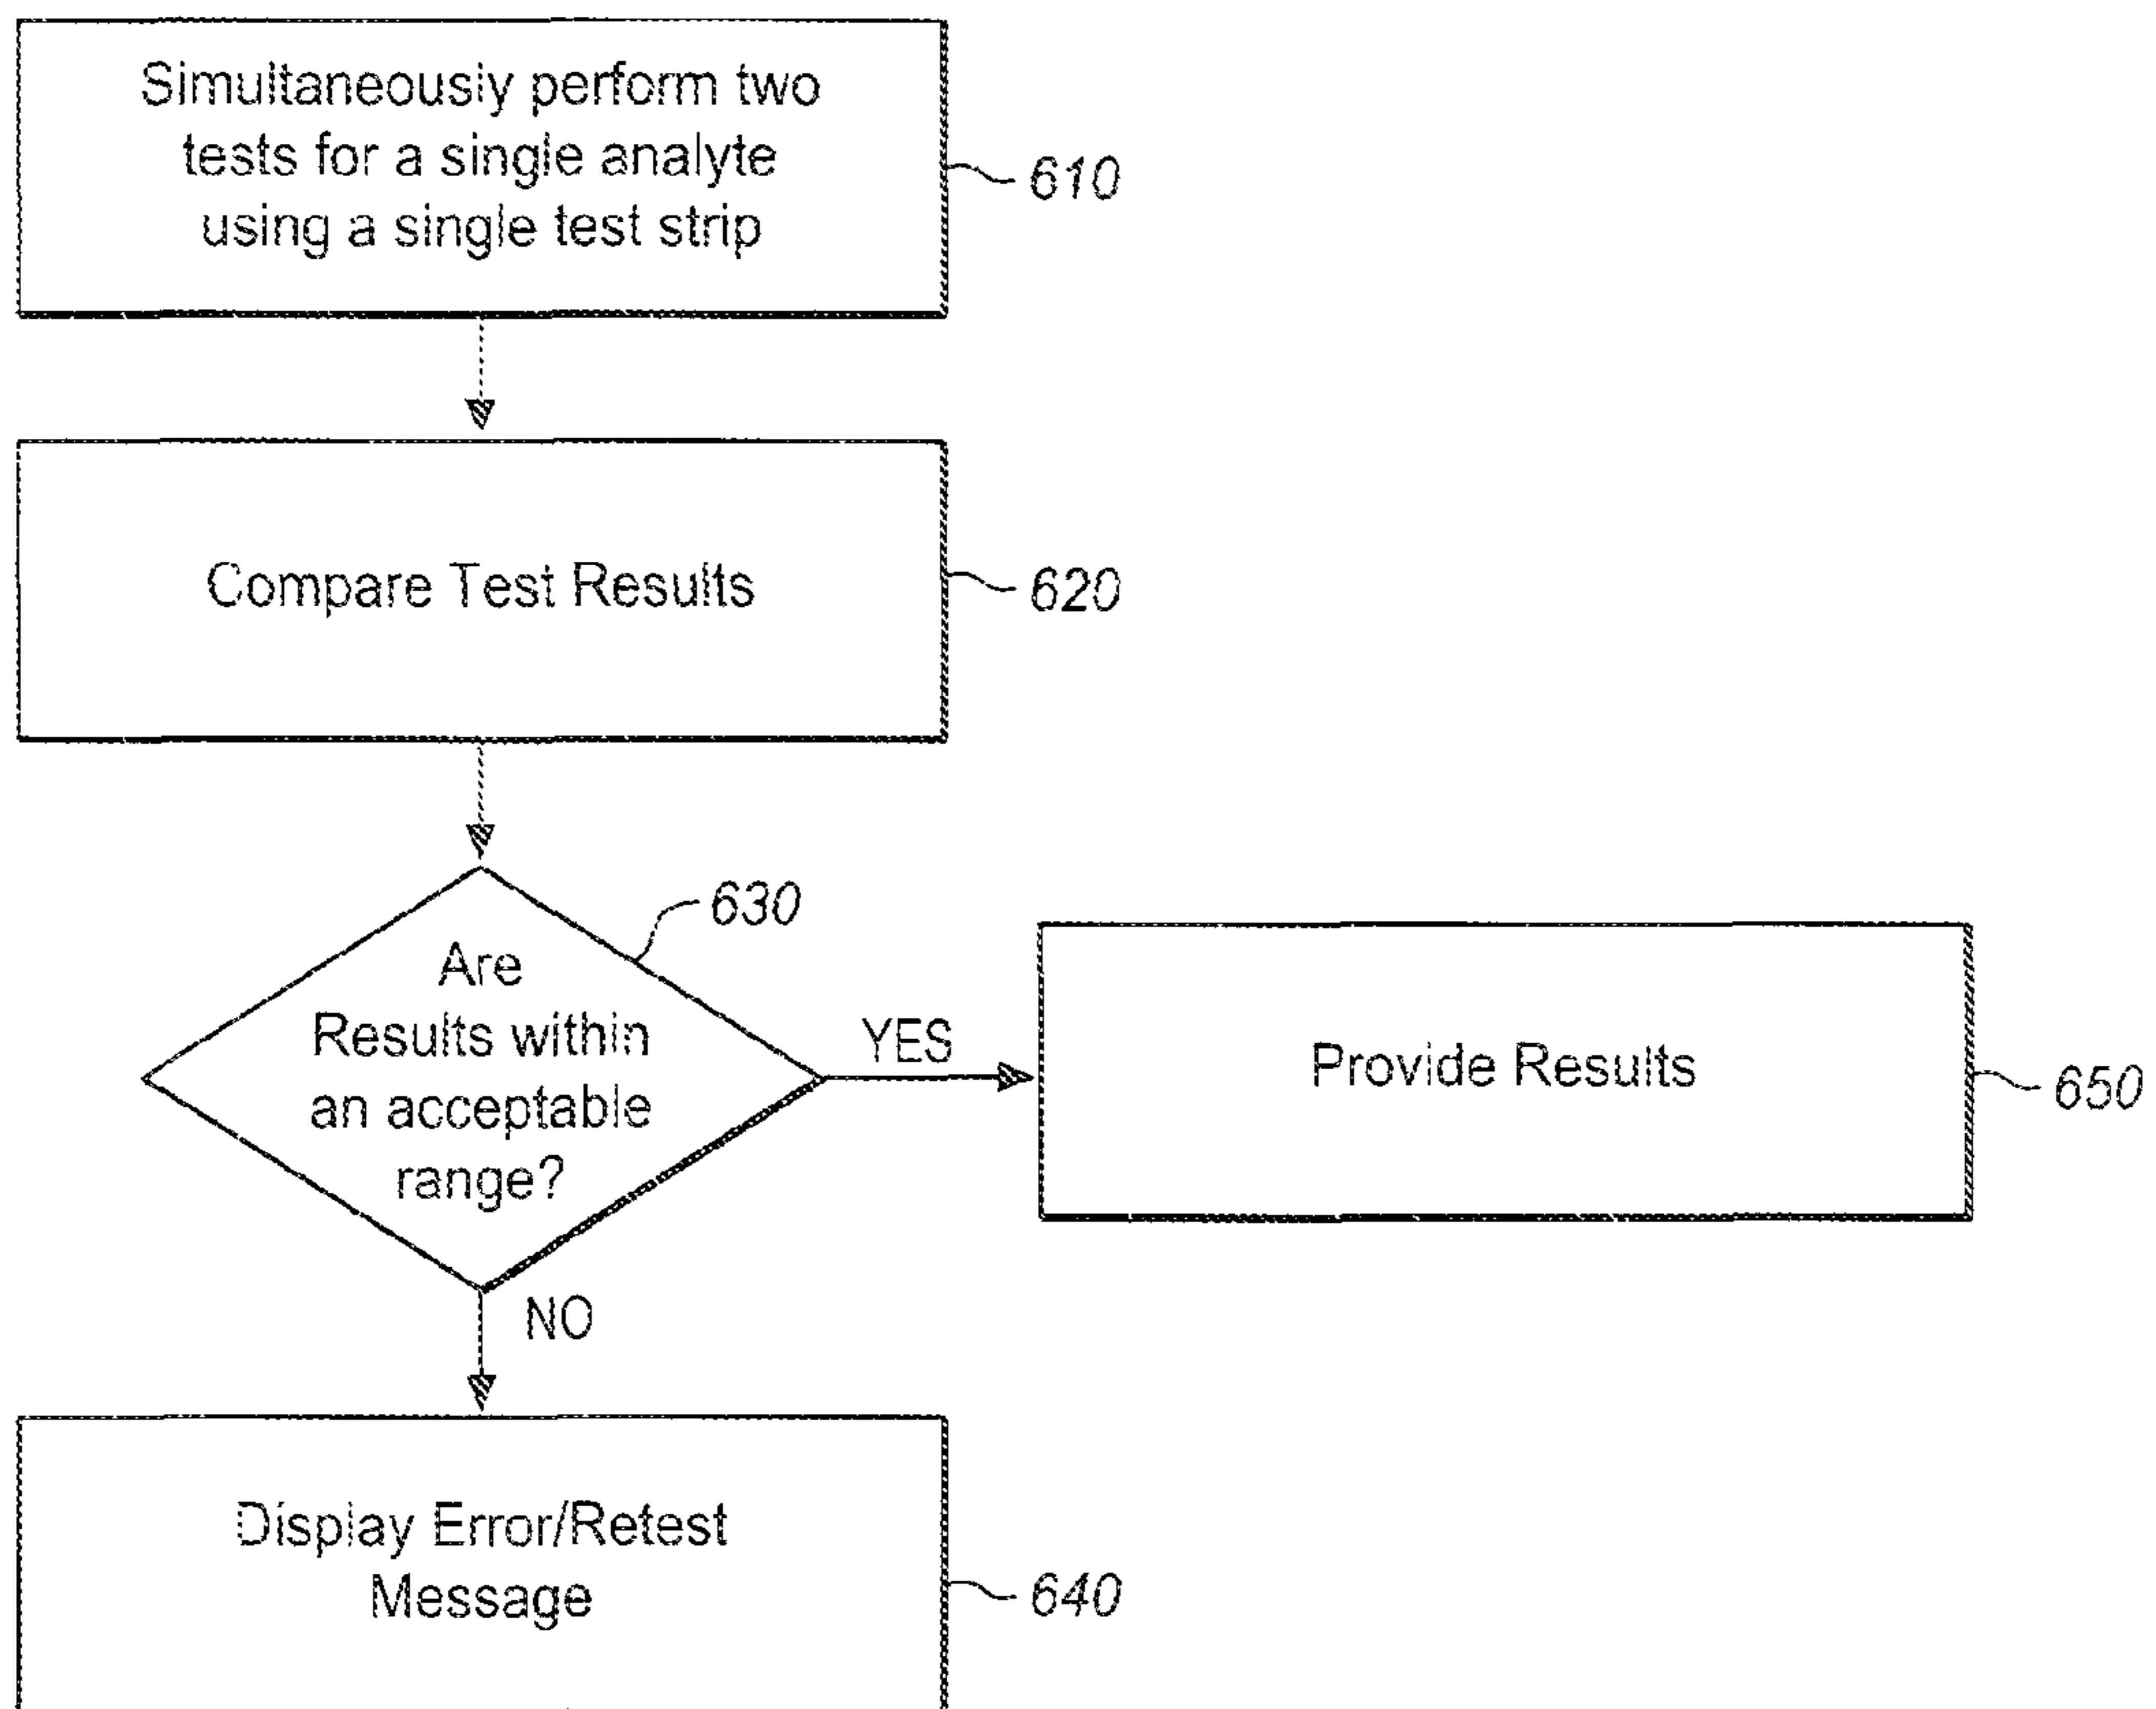 Simultaneously perform two
tests for a single analyte
using a single test strip
610
Compare Test Results
620
630
Are
Results within
an acceptable
range?
YES
Provide Results
650
NO
Display Error/Retest
Message
640